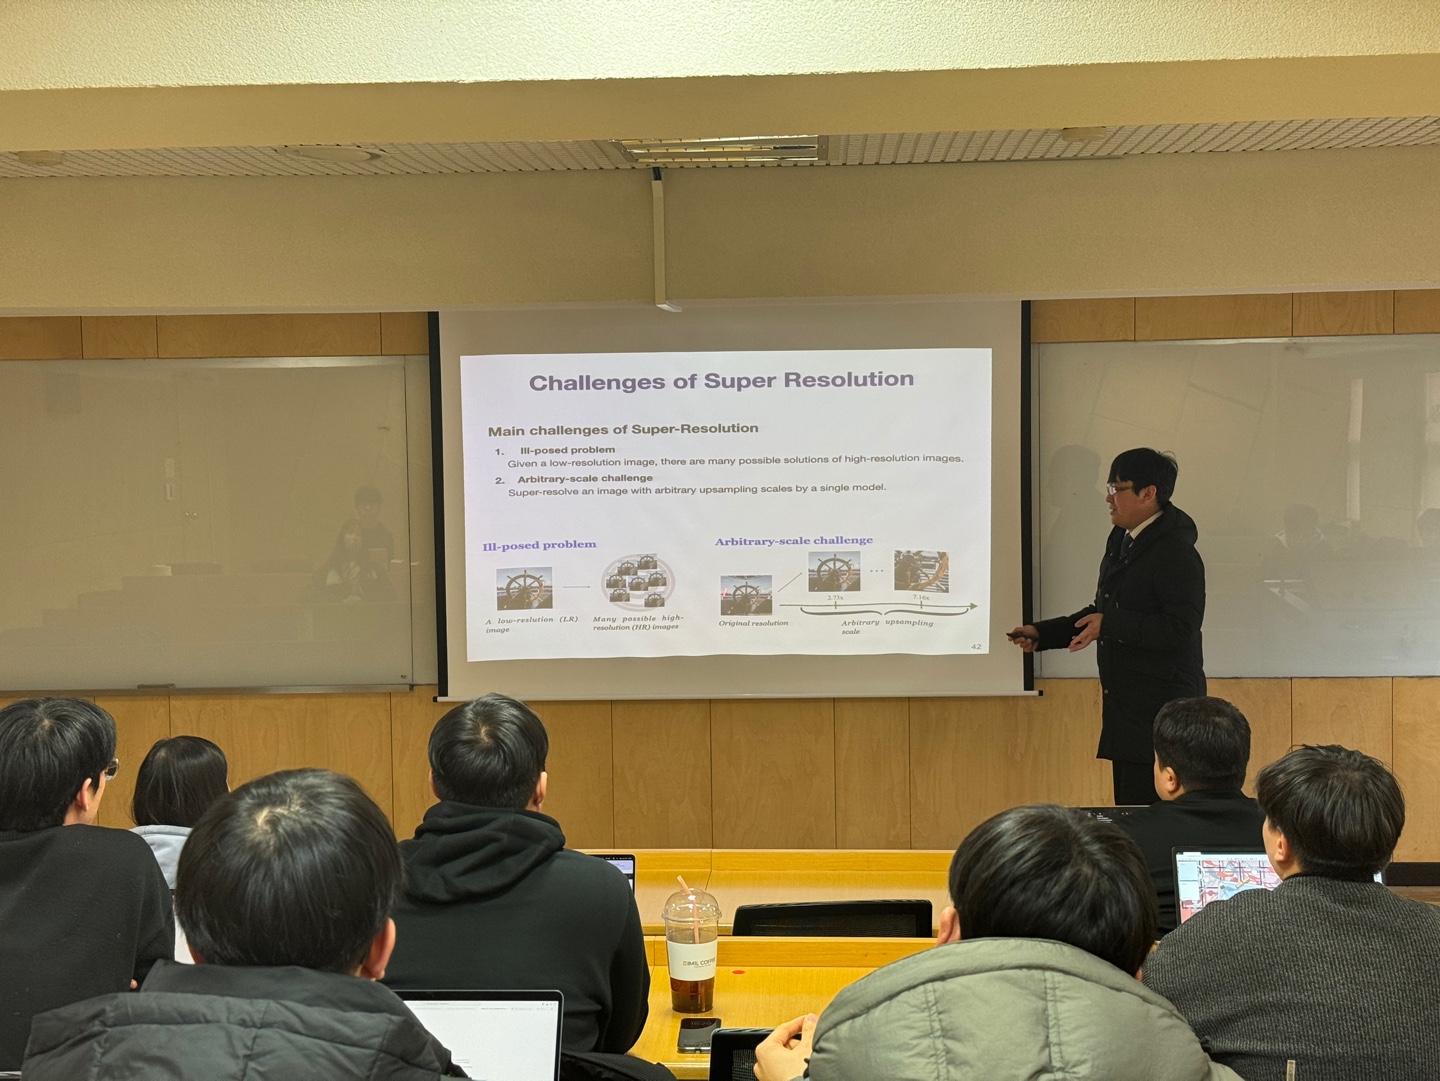 Challenges of Super Resolution
Main challenges of Super-Resolution
1. Ill-posed problem
Given a low-resolution image, there are many possible solutions of high-resolution images.
2. Arbitrary-scale challenge
Super-resolve an image with arbitrary upsampling scales by a single model.
Ill-posed problem
A low-reslution (LR)
image
Many possible high-
resolution (HR) images
Arbitrary-scale challenge
2.73x
7.16x
Original resolution
Arbitrary upsampling
scale
42